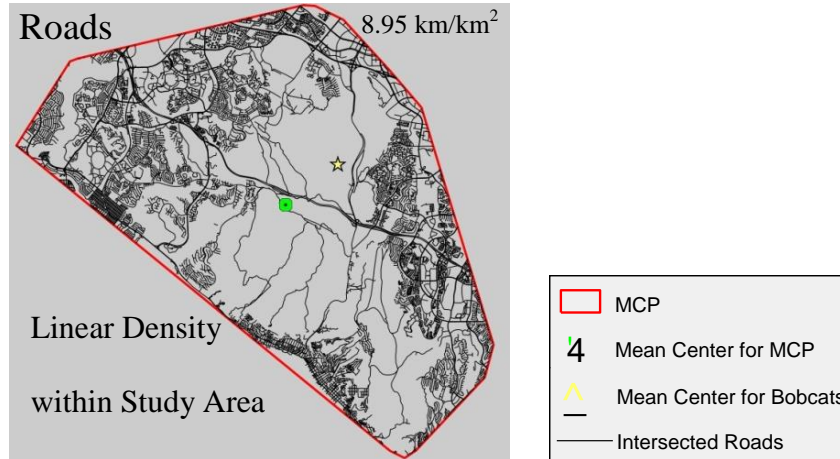 Roads
8.95 km/km²
Linear Density
within Study Area
MCP
4 Mean Center for MCP
Mean Center for Bobcats
Intersected Roads